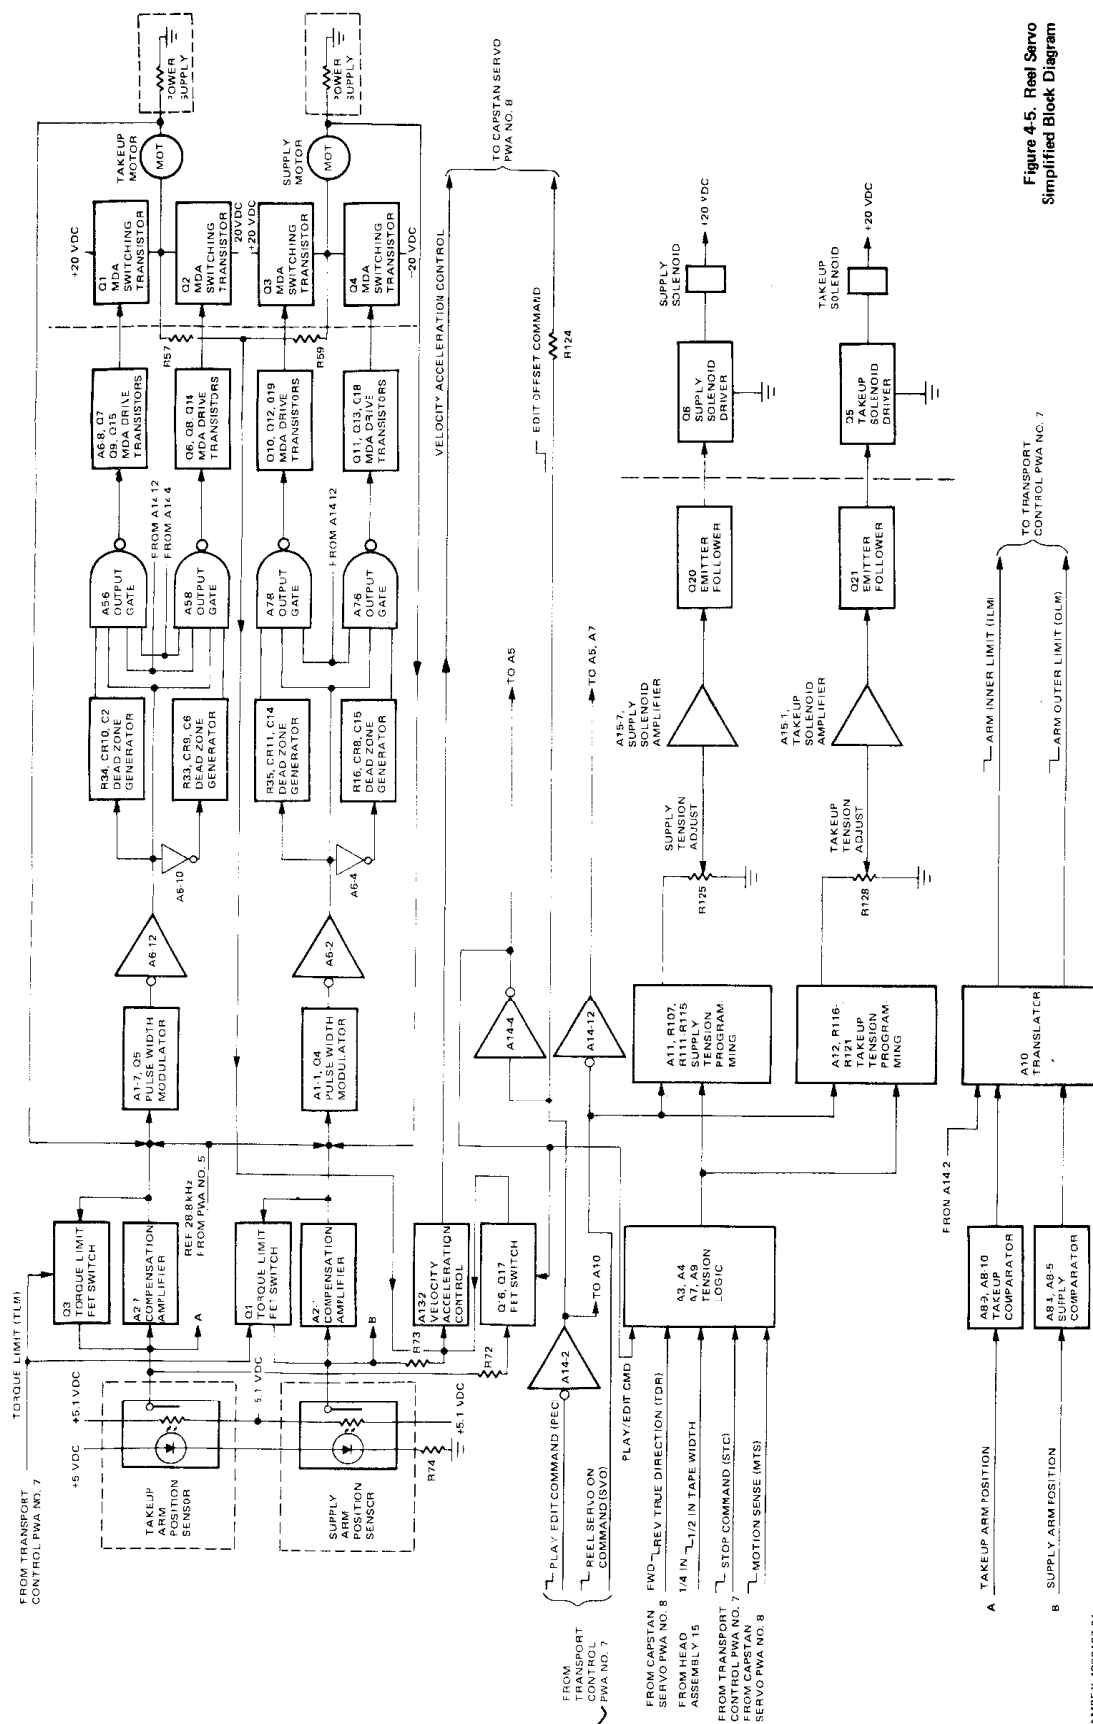 Figure 4-5. Reel Servo
Simplified Block Diagram
FROM TRANSPORT
CONTROL PWA NO. 7
TORQUE LIMIT (TLM)
+5 VDC
+5.1 VDC
TAKEUP
ARM
POSITION
SENSOR
5.1 VDC
SUPPLY
ARM
POSITION
+5.1 VDC
R74
Q3
TORQUE LIMIT
FET SWITCH
COMPENSATION
AMPLIFIER
A
REF 28.8 kHz
FROM PWA NO. 5
Q1
TORQUE LIMIT
FET SWITCH
COMPENSATION
AMPLIFIER
B
R73
R72
A13-2
VELOCITY
ACCELERATION
CONTROL
Q16, Q17
FET SWITCH
A1-7, Q5
PULSE WIDTH
MODULATOR
A1-1, Q4
PULSE WIDTH
MODULATOR
A6-12
A6-2
A6-10
A6-4
R34, CR10, C2
DEAD ZONE
GENERATOR
R33, CR9, C6
DEAD ZONE
GENERATOR
R35, CR11, C14
DEAD ZONE
GENERATOR
R16, CR8, C15
DEAD ZONE
GENERATOR
A56
OUTPUT
GATE
A58
OUTPUT
GATE
A78
OUTPUT
GATE
A76
OUTPUT
GATE
FROM A14 12
FROM A14 4
FROM A14 12
A6-8, Q7
Q9, Q15
MDA DRIVE
TRANSISTORS
Q6, Q8, Q14
MDA DRIVE
TRANSISTORS
Q10, Q12, Q19
MDA DRIVE
TRANSISTORS
Q11, Q13, Q18
MDA DRIVE
TRANSISTORS
R57
R59
+20 VDC
Q1
MDA
SWITCHING
TRANSISTOR
Q2
MDA
SWITCHING
TRANSISTOR
20 VDC
+20 VDC
Q3
MDA
SWITCHING
TRANSISTOR
Q4
MDA
SWITCHING
TRANSISTOR
-20 VDC
TAKEUP
MOTOR
MOT
POWER
SUPPLY
SUPPLY
MOTOR
MOT
POWER
SUPPLY
VELOCITY ACCELERATION CONTROL
EDIT OFFSET COMMAND
R124
TO CAPSTAN SERVO
PWA NO. 8
PLAY EDIT COMMAND (PEC
REEL SERVO ON
COMMAND (SVO)
FROM
TRANSPORT
CONTROL
PWA NO. 7
A14-2
TO A10
A14-4
A14-12
TO A5
TO A5, A7
PLAY/EDIT CMD
FROM CAPSTAN
SERVO PWA NO. 8
FWD REV TRUE DIRECTION (TDR)
FROM HEAD
ASSEMBLY 15
1/4 IN 1/2 IN TAPE WIDTH
FROM TRANSPORT
CONTROL PWA NO. 7
STOP COMMAND (STC)
FROM CAPSTAN
SERVO PWA NO. 8
MOTION SENSE (MTS)
A3, A4
A7, A9
TENSION
LOGIC
A11, R107,
R111-R115
SUPPLY
TENSION
PROGRAM
MING
A12, R116-
R121
TAKEUP
TENSION
PROGRAM
MING
R125
SUPPLY
TENSION
ADJUST
R128
TAKEUP
TENSION
ADJUST
A15-7,
SUPPLY
SOLENOID
AMPLIFIER
A15-1,
TAKEUP
SOLENOID
AMPLIFIER
Q20
EMITTER
FOLLOWER
Q21
EMITTER
FOLLOWER
Q6
SUPPLY
SOLENOID
DRIVER
Q5
TAKEUP
SOLENOID
DRIVER
SUPPLY
SOLENOID
+20 VDC
TAKEUP
SOLENOID
+20 VDC
A TAKEUP ARM POSITION
B SUPPLY ARM POSITION
A8-9, A8-10
TAKEUP
COMPARATOR
A8-4, A8-5
SUPPLY
COMPARATOR
FRON A14-2
A10
TRANSLATOR
ARM INNER LIMIT (ILM)
ARM OUTER LIMIT (OLM)
TO TRANSPORT
CONTROL PWA NO. 7